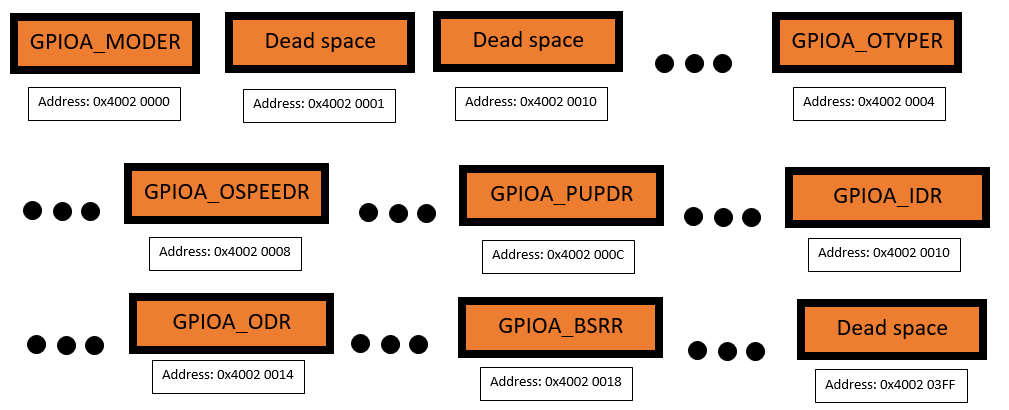 GPIOA_MODER
Dead space
Dead space
GPIOA_OTYPER
Address: 0x4002 0000
Address: 0x4002 0001
Address: 0x4002 0010
Address: 0x4002 0004
GPIOA_OSPEEDR
GPIOA_PUPDR
GPIOA_IDR
Address: 0x4002 0008
Address: 0x4002 000C
Address: 0x4002 0010
GPIOA_ODR
GPIOA_BSRR
Dead space
Address: 0x4002 0014
Address: 0x4002 0018
Address: 0x4002 03FF